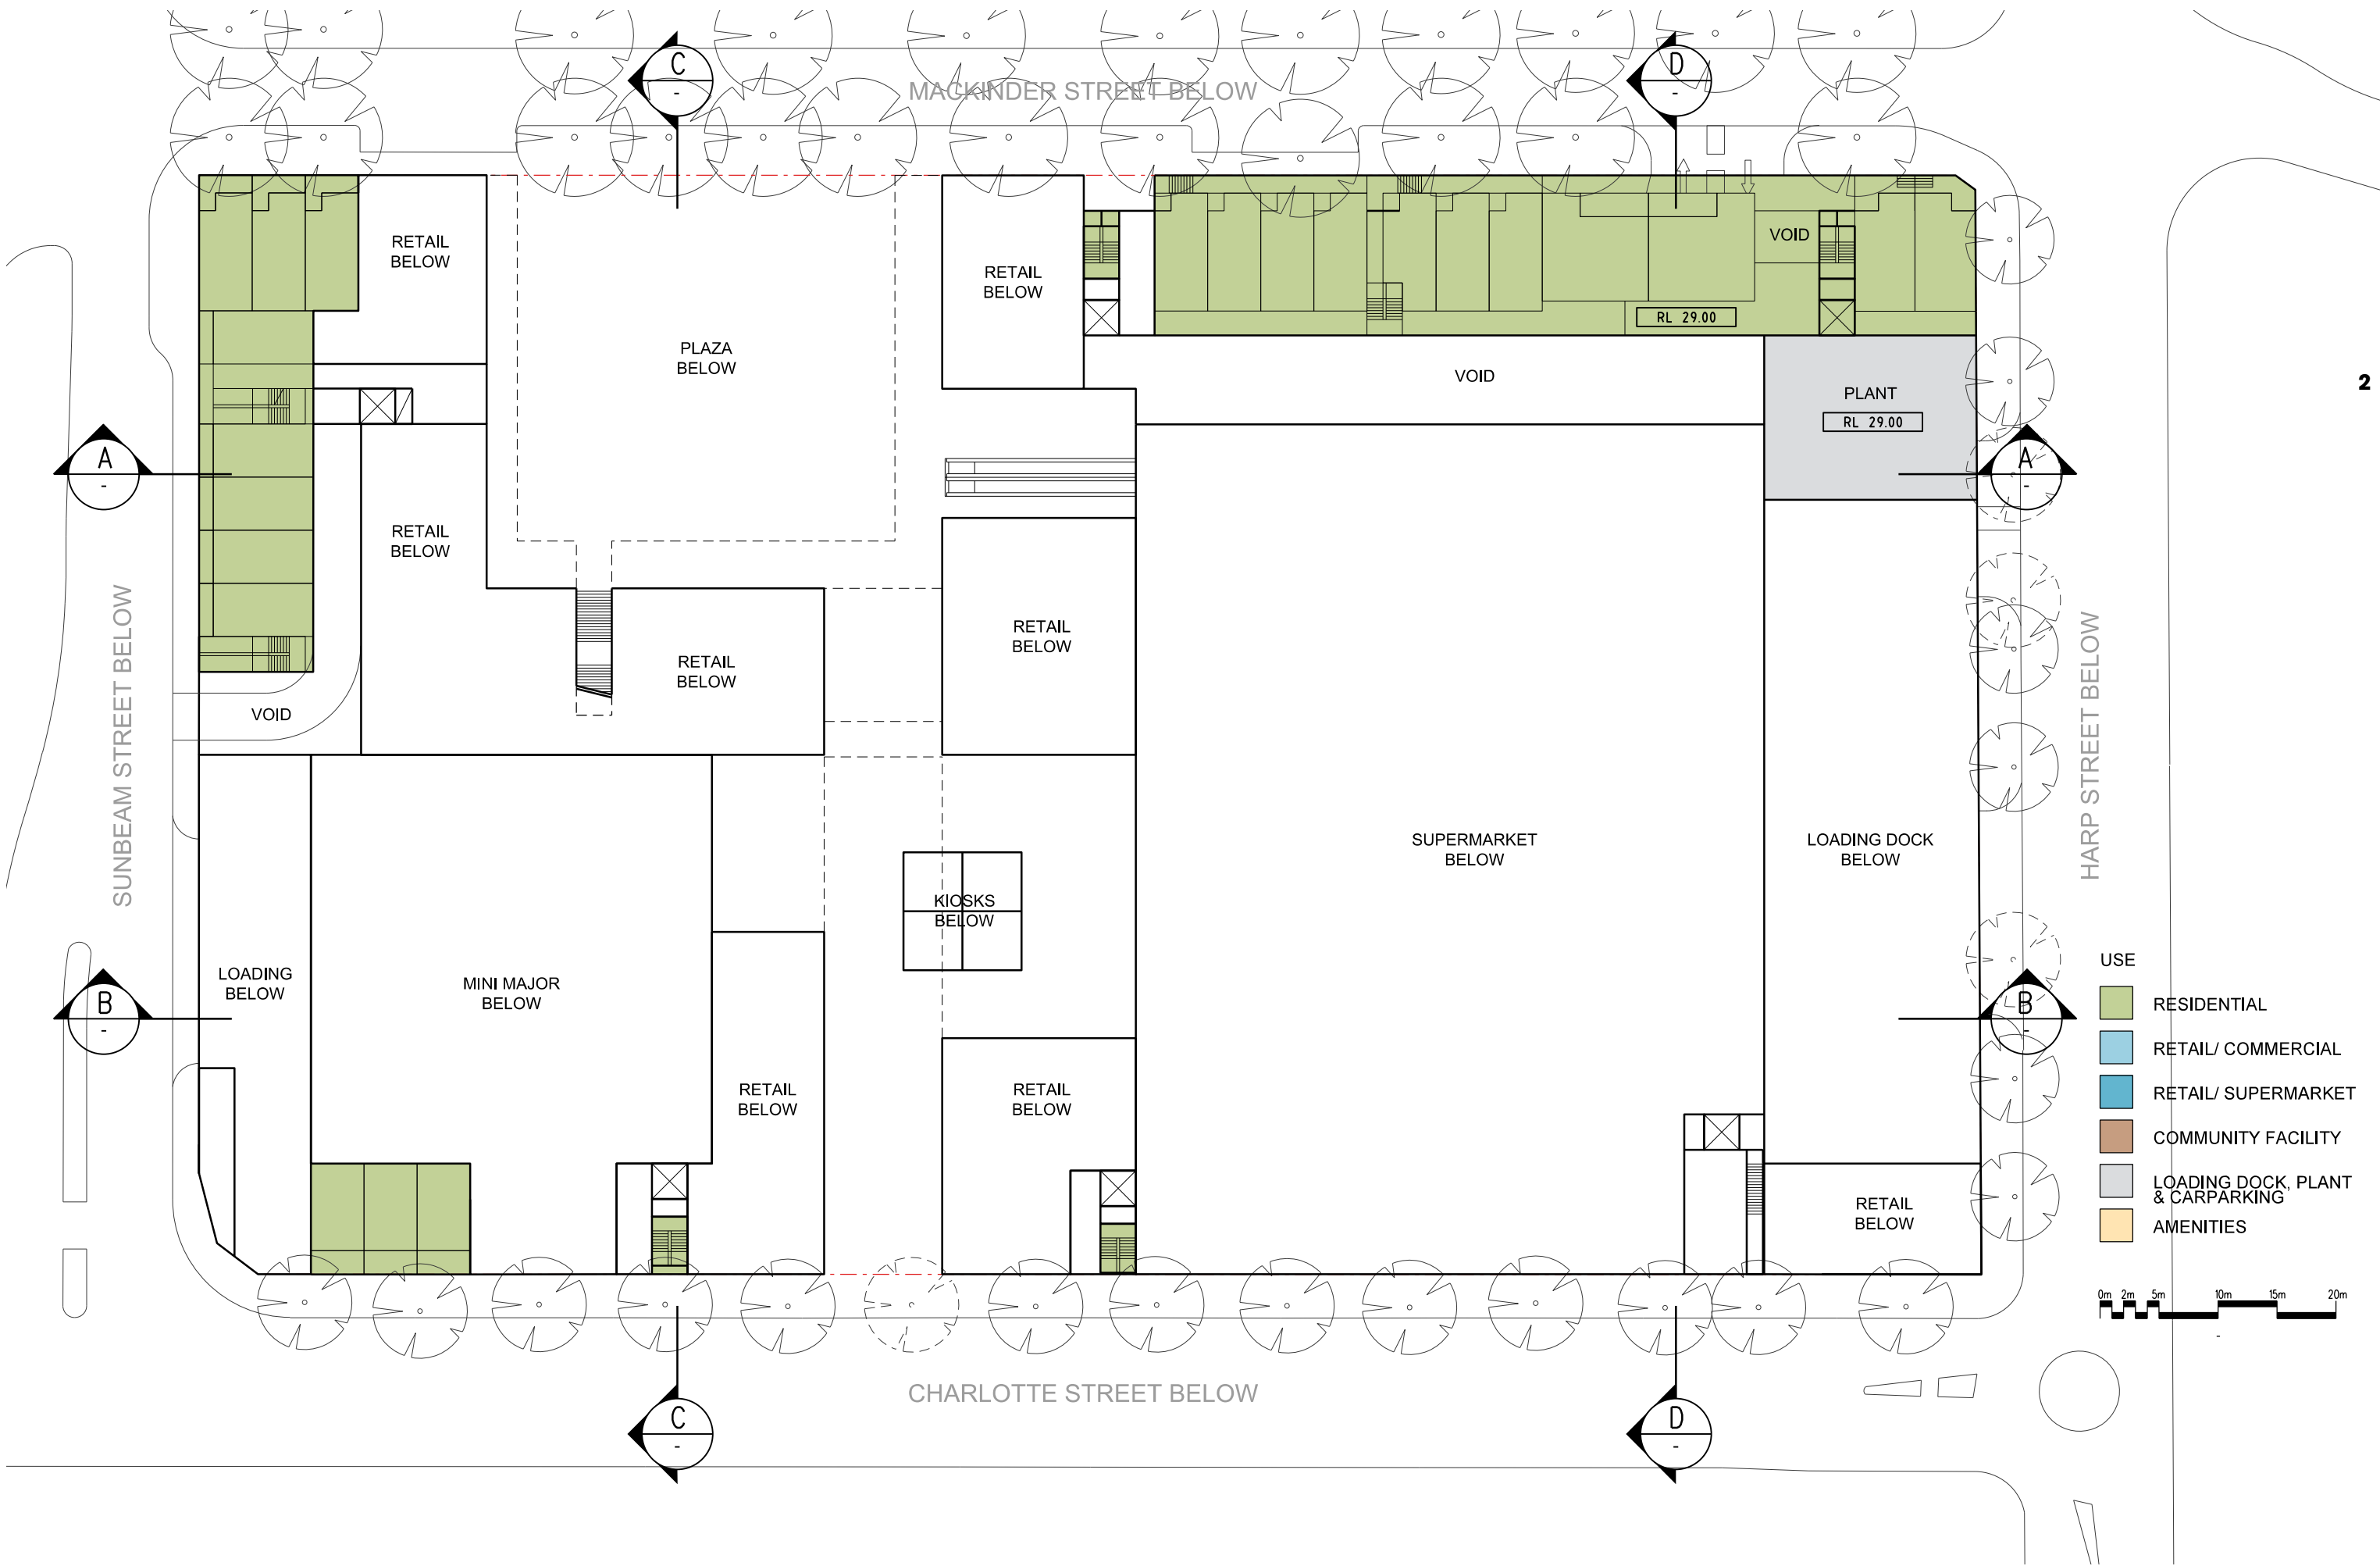 C
-
D
-
MACKINDER STREET BELOW
RETAIL
BELOW
RETAIL
BELOW
VOID
RL 29.00
PLAZA
BELOW
VOID
PLANT
RL 29.00
2
A
-
A
-
RETAIL
BELOW
RETAIL
BELOW
RETAIL
BELOW
SUNBEAM STREET BELOW
HARP STREET BELOW
VOID
SUPERMARKET
BELOW
LOADING DOCK
BELOW
KIOSKS
BELOW
LOADING
BELOW
MINI MAJOR
BELOW
B
-
B
-
RETAIL
BELOW
RETAIL
BELOW
RETAIL
BELOW
USE
RESIDENTIAL
RETAIL/ COMMERCIAL
RETAIL/ SUPERMARKET
COMMUNITY FACILITY
LOADING DOCK, PLANT
& CARPARKING
AMENITIES
0m 2m 5m 10m 15m 20m
-
CHARLOTTE STREET BELOW
C
-
D
-